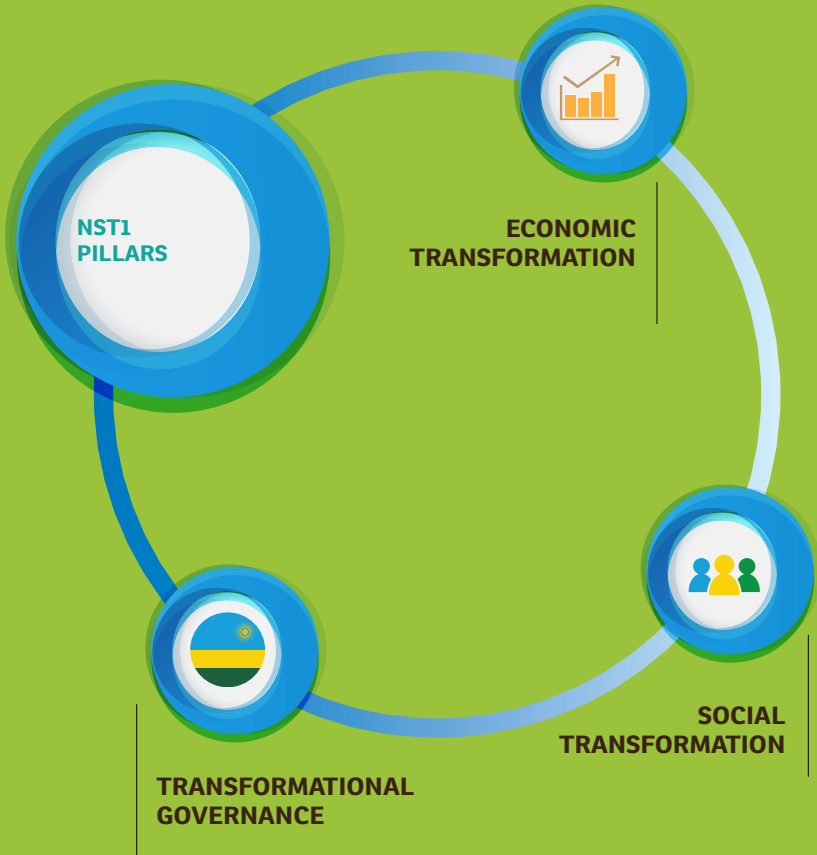 NST1
PILLARS
ECONOMIC
TRANSFORMATION
SOCIAL
TRANSFORMATION
TRANSFORMATIONAL
GOVERNANCE